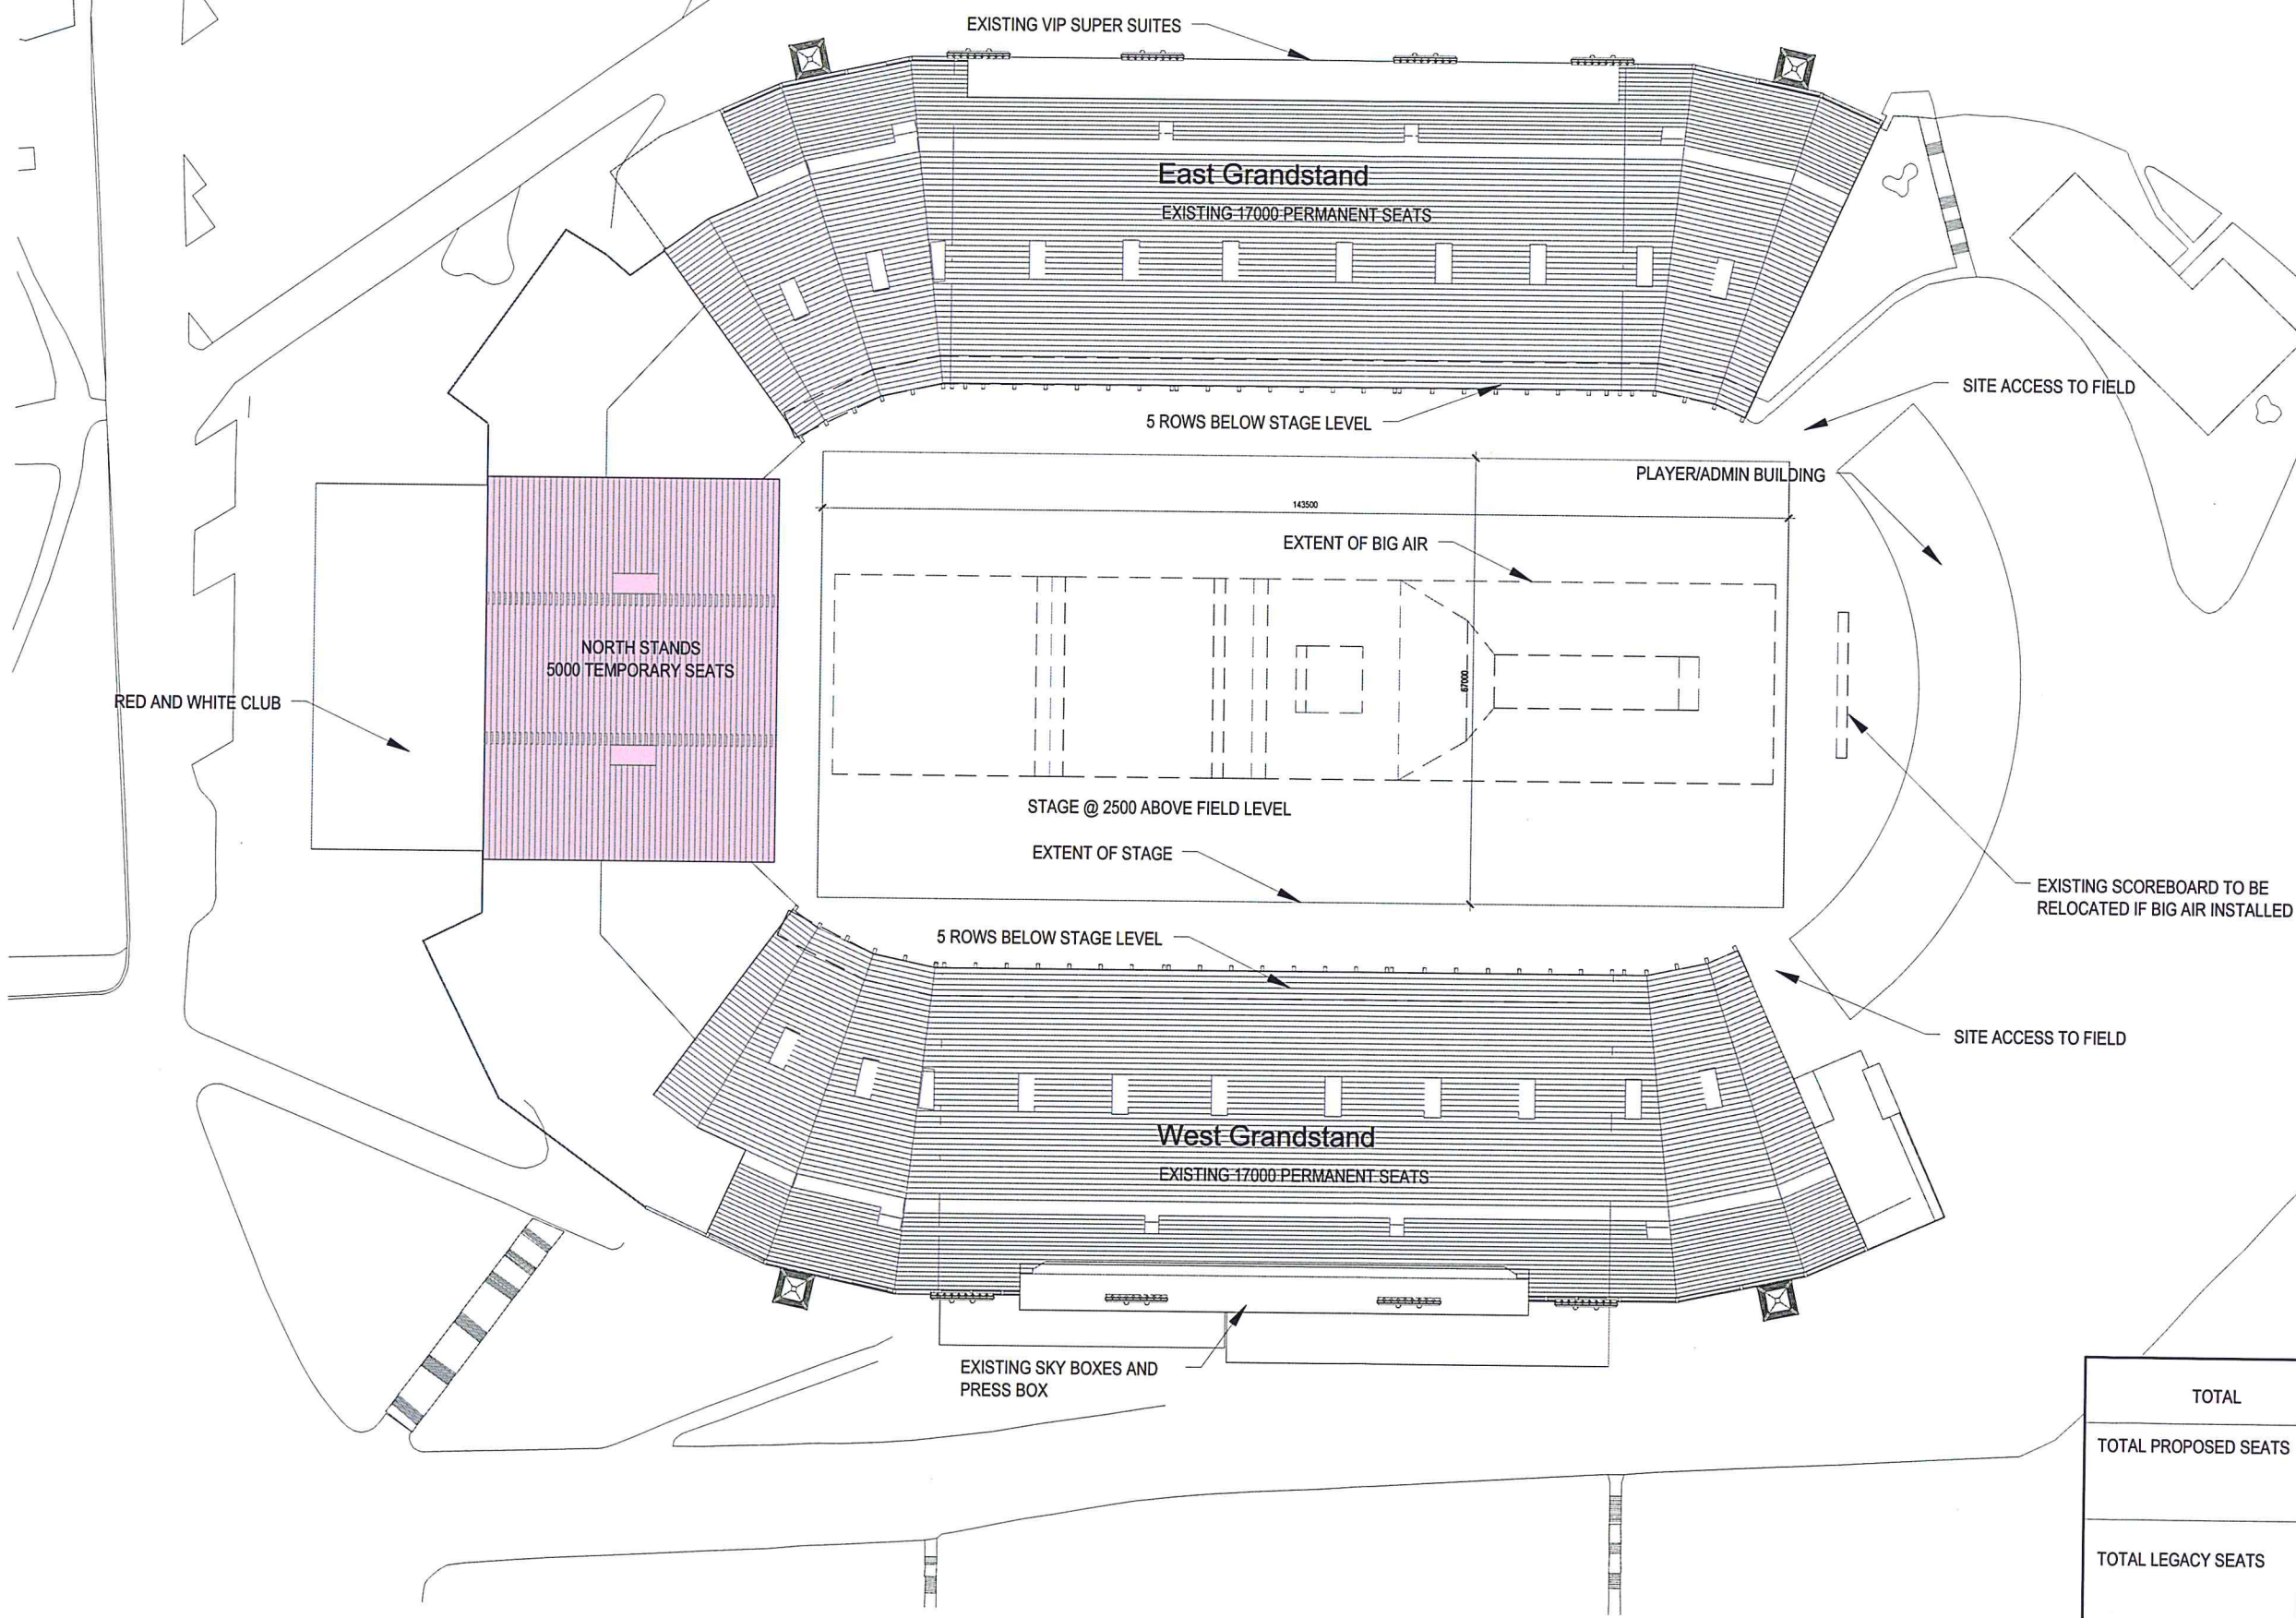 EXISTING VIP SUPER SUITES
East Grandstand
EXISTING 17000 PERMANENT SEATS
SITE ACCESS TO FIELD
5 ROWS BELOW STAGE LEVEL
PLAYER/ADMIN BUILDING
143500
EXTENT OF BIG AIR
NORTH STANDS
5000 TEMPORARY SEATS
67000
RED AND WHITE CLUB
STAGE @ 2500 ABOVE FIELD LEVEL
EXTENT OF STAGE
EXISTING SCOREBOARD TO BE
RELOCATED IF BIG AIR INSTALLED
5 ROWS BELOW STAGE LEVEL
SITE ACCESS TO FIELD
West Grandstand
EXISTING 17000 PERMANENT SEATS
EXISTING SKY BOXES AND
PRESS BOX
TOTAL
TOTAL PROPOSED SEATS
TOTAL LEGACY SEATS